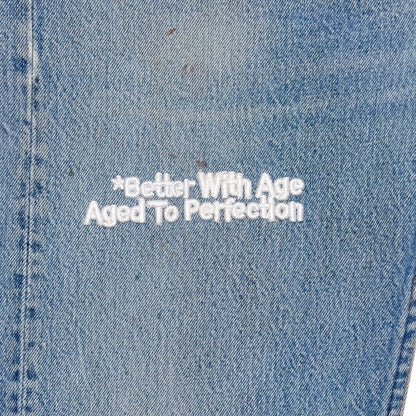 *Better With Age
Aged To Perfection